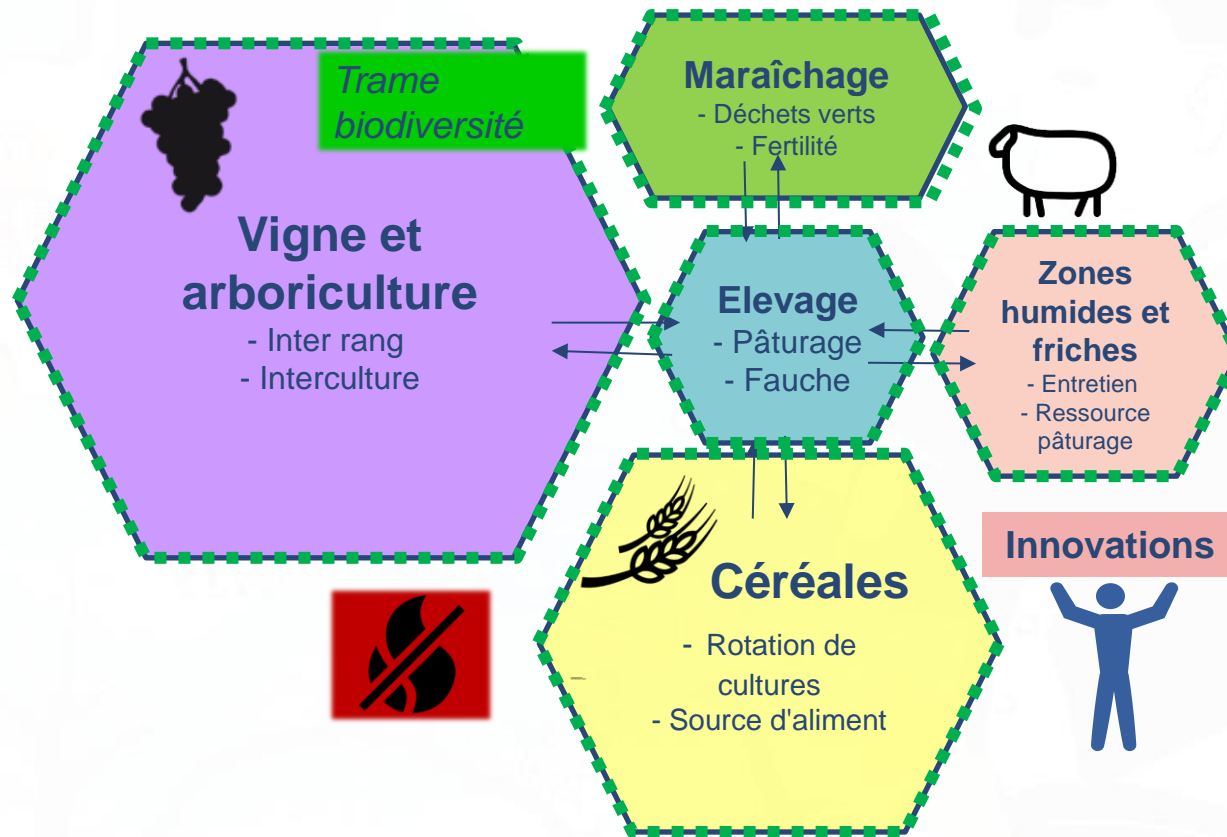 Trame
biodiversité
Vigne et
arboriculture
- Inter rang
- Interculture
Maraîchage
- Déchets verts
- Fertilité
Elevage
- Pâturage
- Fauche
Zones
humides et
friches
- Entretien
- Ressource
pâturage
Céréales
- Rotation de
cultures
- Source d'aliment
Innovations